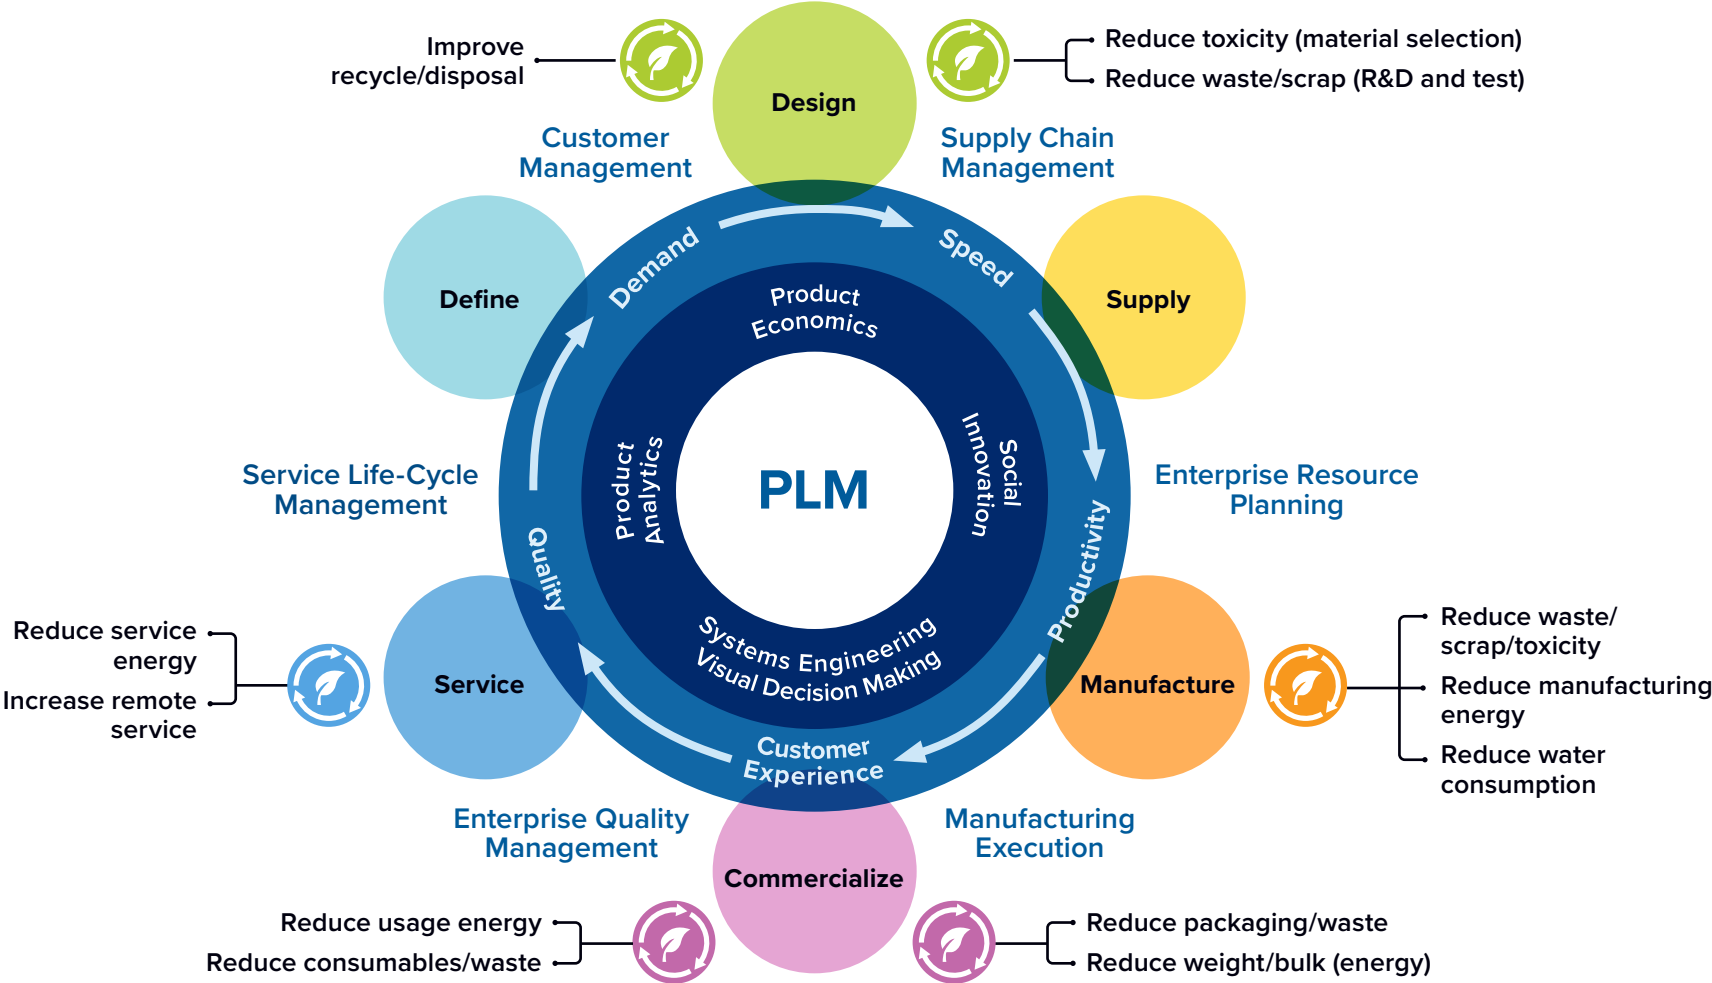 Improve
recycle/disposal
Design
Reduce toxicity (material selection)
Reduce waste/scrap (R&D and test)
Customer
Management
Supply Chain
Management
Define
Demand
Speed
Supply
Product
Economics
Product
Analytics
PLM
Social
Innovation
Service Life-Cycle
Management
Enterprise Resource
Planning
Quality
Productivity
Systems Engineering
Visual Decision Making
Reduce service
energy
Increase remote
service
Service
Manufacture
Reduce waste/
scrap/toxicity
Reduce manufacturing
energy
Reduce water
consumption
Customer
Experience
Enterprise Quality
Management
Manufacturing
Execution
Commercialize
Reduce usage energy
Reduce consumables/waste
Reduce packaging/waste
Reduce weight/bulk (energy)